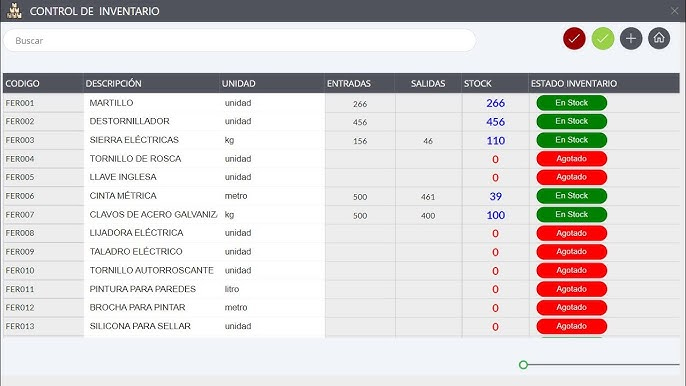 CONTROL DE INVENTARIO
Buscar
CODIGO DESCRIPCIÓN UNIDAD ENTRADAS SALIDAS STOCK ESTADO INVENTARIO
FER001 MARTILLO unidad 266 266 En Stock
FER002 DESTORNILLADOR unidad 456 456 En Stock
FER003 SIERRA ELÉCTRICAS kg 156 46 110 En Stock
FER004 TORNILLO DE ROSCA unidad 0 Agotado
FER005 LLAVE INGLESA unidad 0 Agotado
FER006 CINTA MÉTRICA metro 500 461 39 En Stock
FER007 CLAVOS DE ACERO GALVANIZA kg 500 400 100 En Stock
FER008 LIJADORA ELÉCTRICA unidad 0 Agotado
FER009 TALADRO ELÉCTRICO unidad 0 Agotado
FER010 TORNILLO AUTORROSCANTE unidad 0 Agotado
FER011 PINTURA PARA PAREDES litro 0 Agotado
FER012 BROCHA PARA PINTAR metro 0 Agotado
FER013 SILICONA PARA SELLAR unidad 0 Agotado